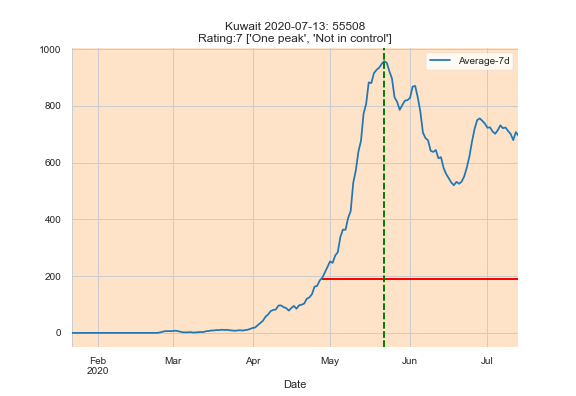 Kuwait 2020-07-13: 55508
Rating:7 ['One peak', 'Not in control']
Average-7d
1000
800
600
400
200
0
Feb Mar Apr May Jun Jul
2020
Date